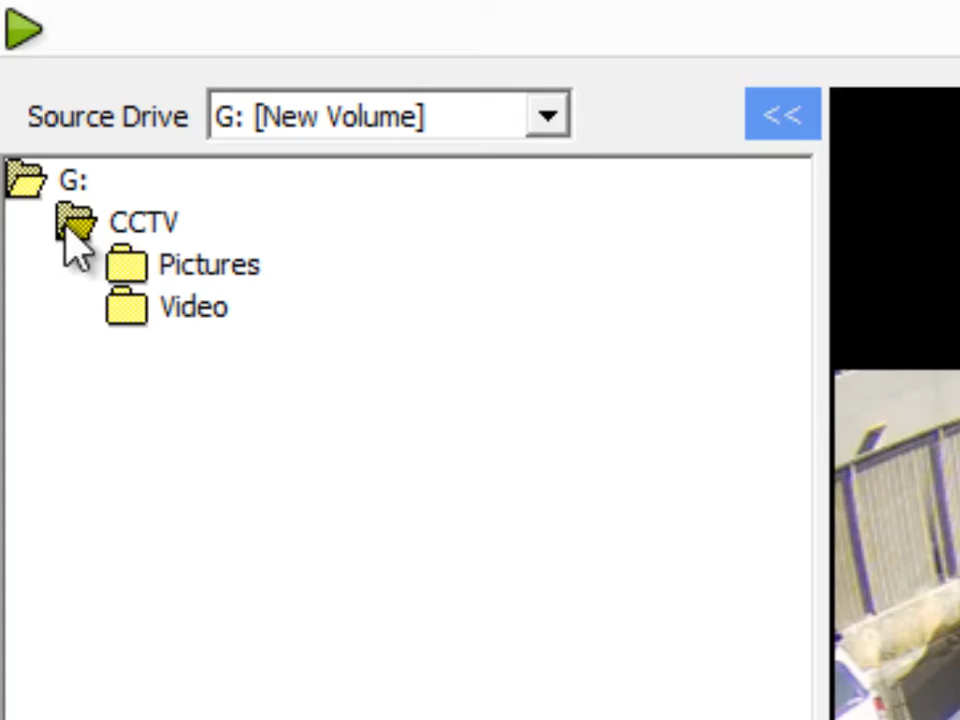 Source Drive G: [New Volume] <<
G:
CCTV
Pictures
Video